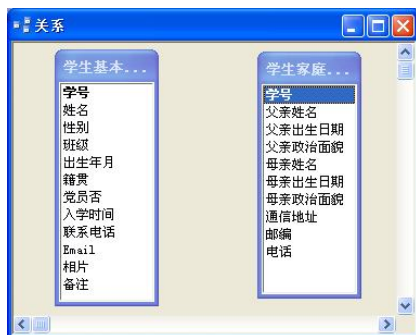 关系
学生基本...
学号
姓名
性别
班级
出生年月
籍贯
党员否
入学时间
联系电话
Email
相片
备注
学生家庭...
学号
父亲姓名
父亲出生日期
父亲政治面貌
母亲姓名
母亲出生日期
母亲政治面貌
通信地址
邮编
电话